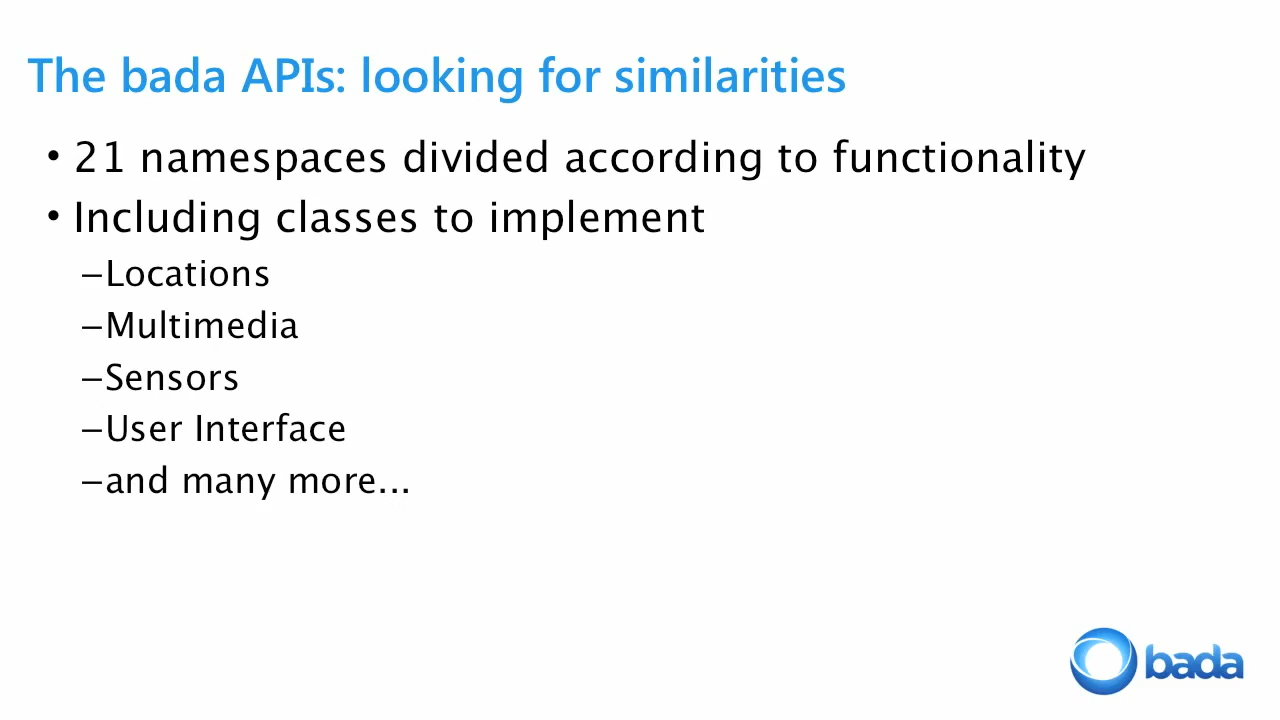 The bada APIs: looking for similarities
• 21 namespaces divided according to functionality
• Including classes to implement
–Locations
–Multimedia
–Sensors
–User Interface
–and many more...
bada